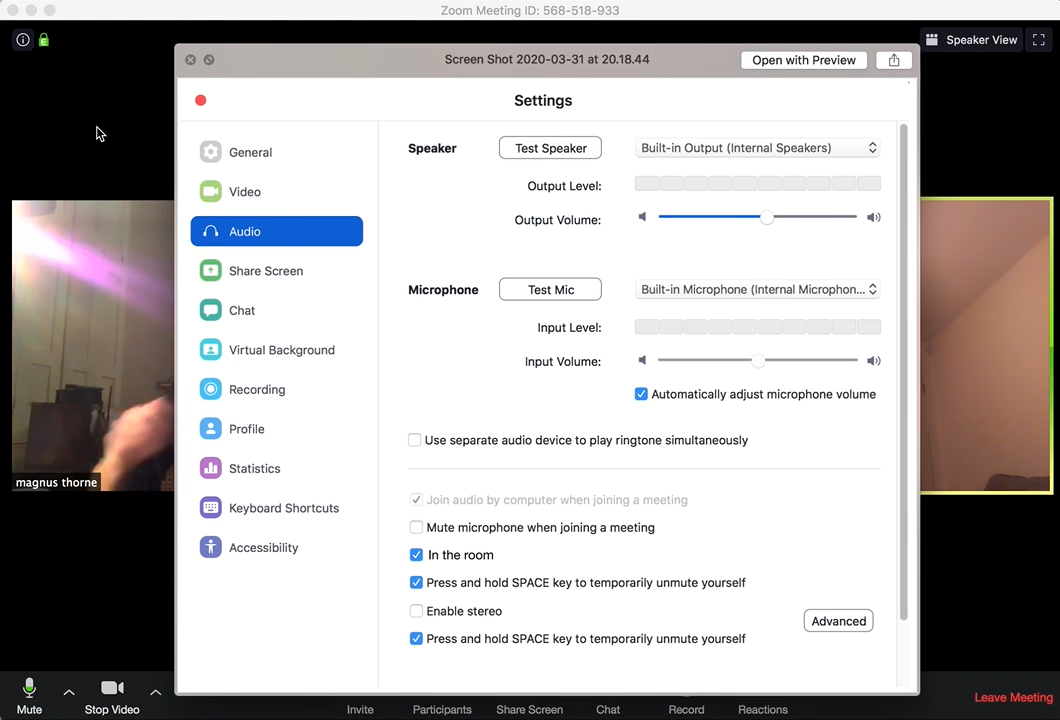 Zoom Meeting ID: 568-518-933
Speaker View
Screen Shot 2020-03-31 at 20.18.44
Open with Preview
Settings
General
Video
Audio
Share Screen
Chat
Virtual Background
Recording
Profile
Statistics
Keyboard Shortcuts
Accessibility
Speaker
Test Speaker
Built-in Output (Internal Speakers)
Output Level:
Output Volume:
Microphone
Test Mic
Built-in Microphone (Internal Microphon...
Input Level:
Input Volume:
Automatically adjust microphone volume
Use separate audio device to play ringtone simultaneously
Join audio by computer when joining a meeting
Mute microphone when joining a meeting
In the room
Press and hold SPACE key to temporarily unmute yourself
Enable stereo
Advanced
Press and hold SPACE key to temporarily unmute yourself
magnus thorne
Mute
Stop Video
Invite
Participants
Share Screen
Chat
Record
Reactions
Leave Meeting